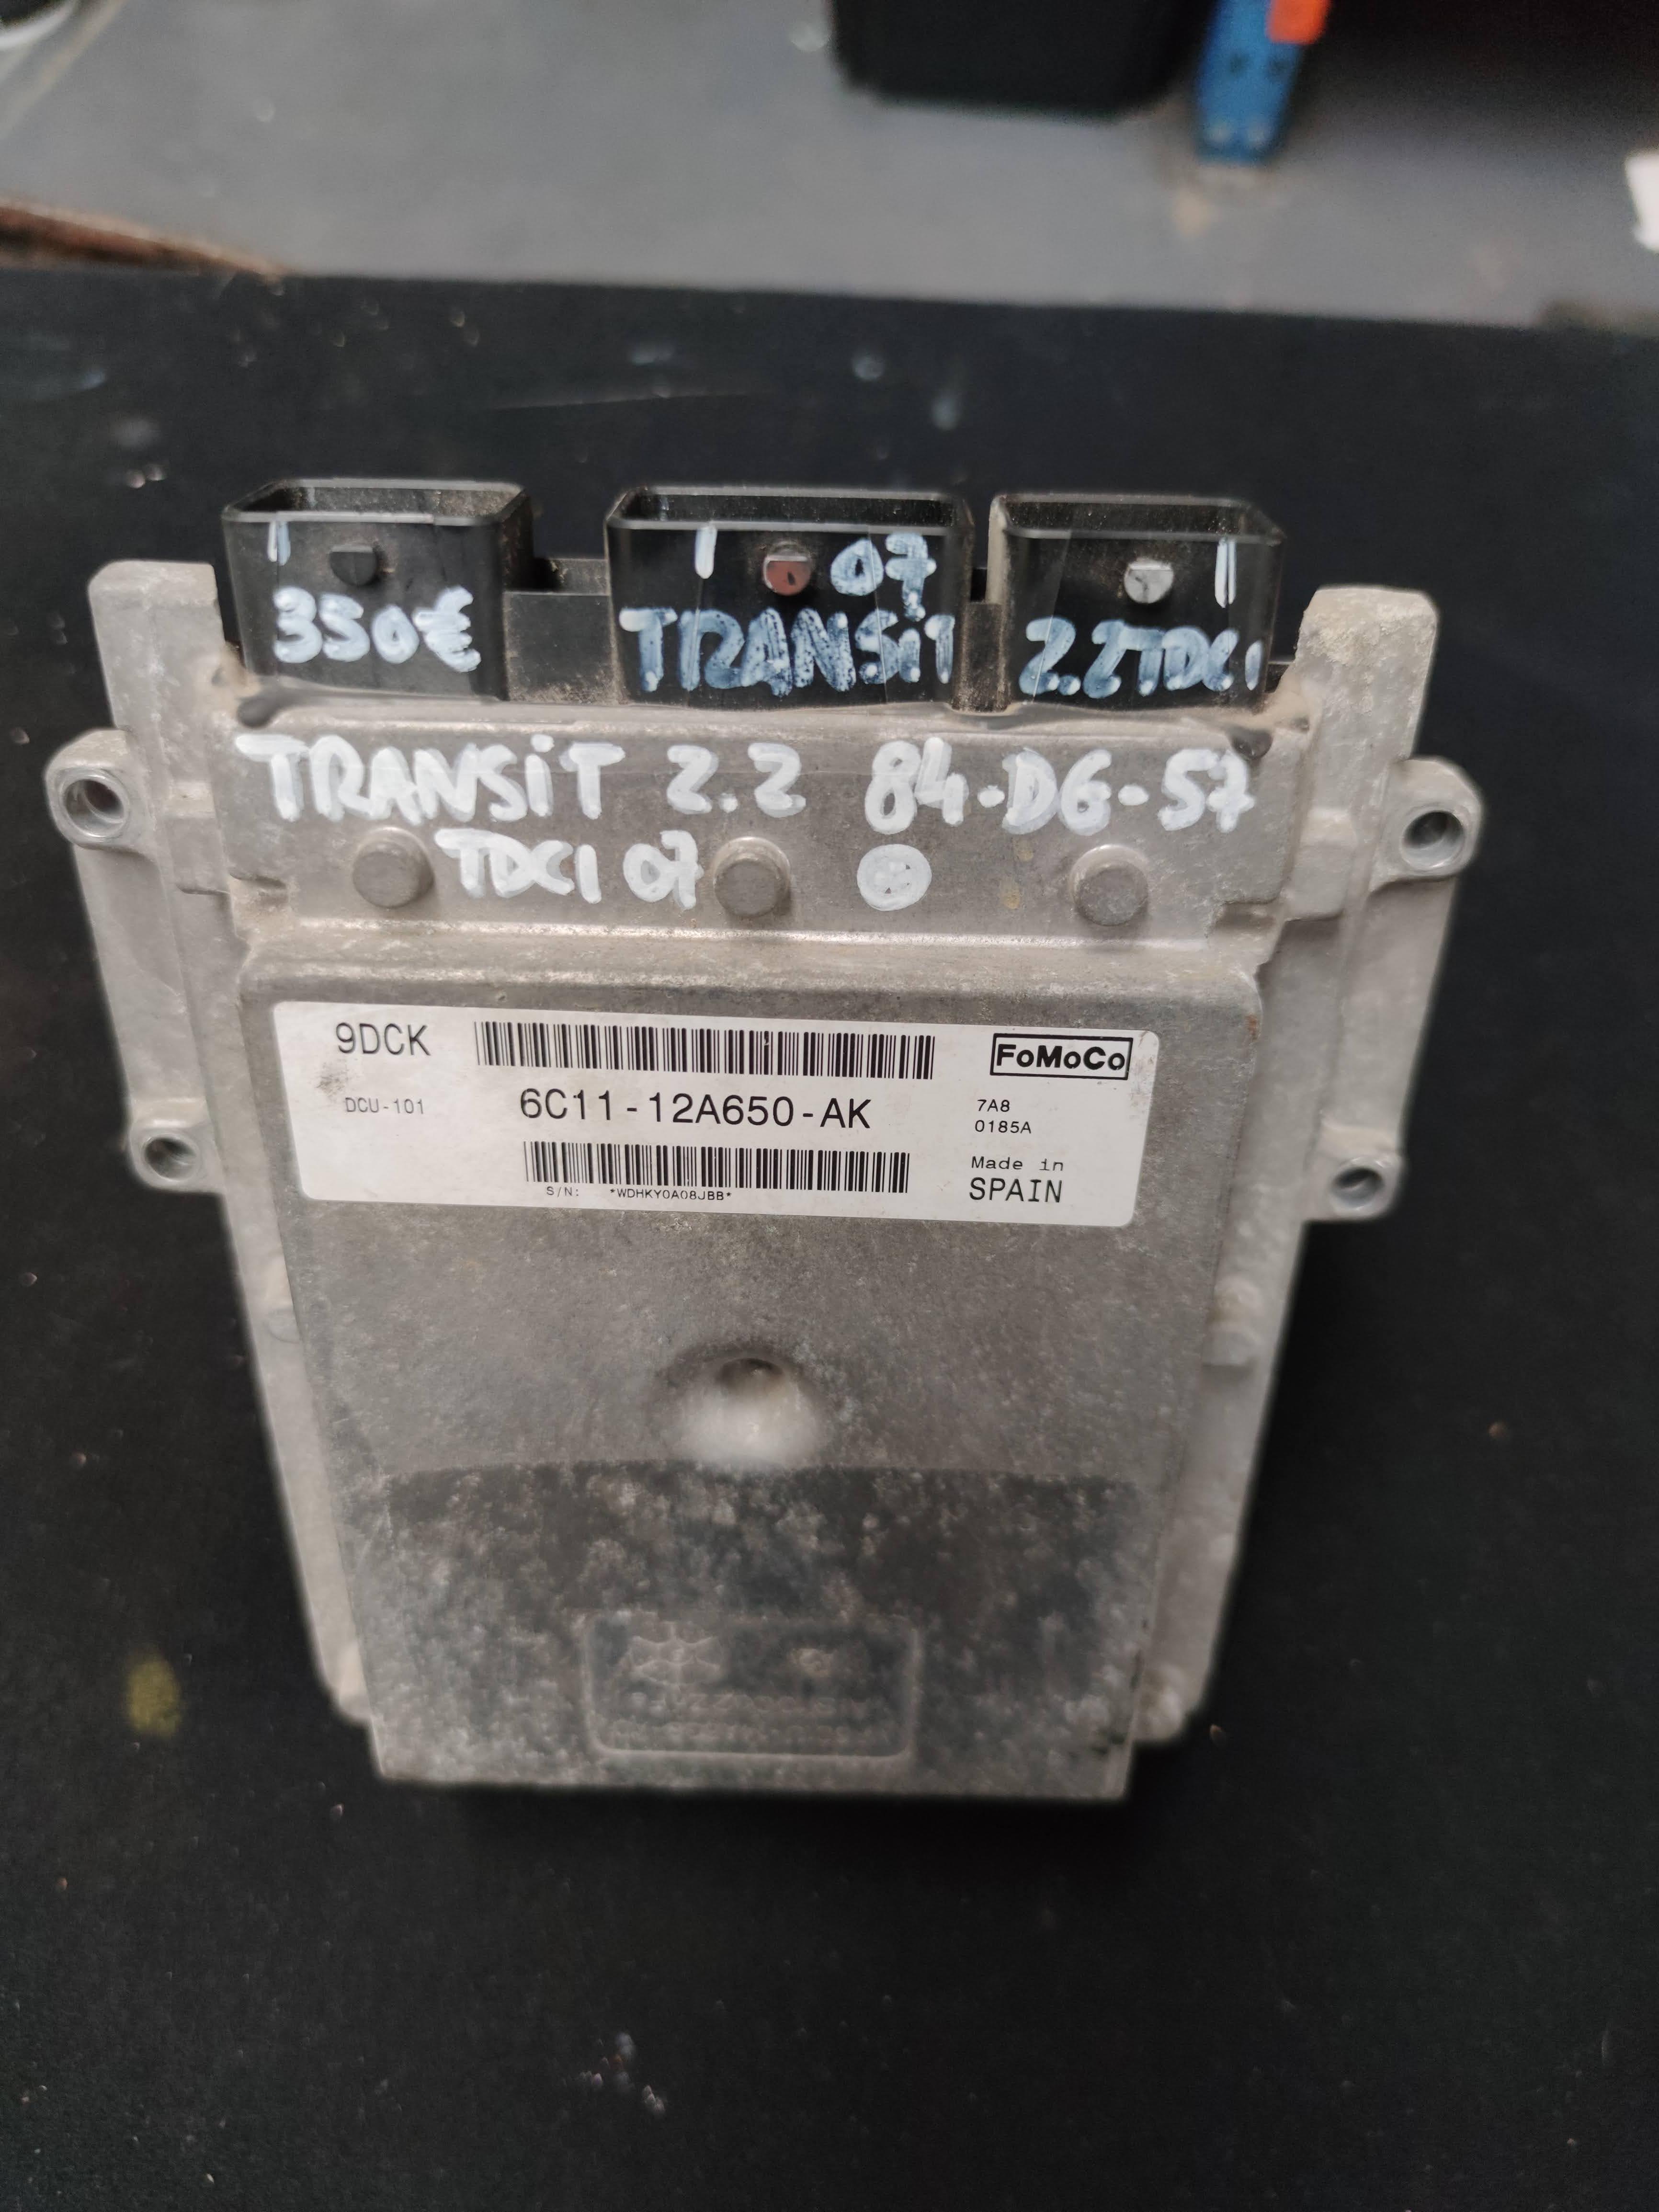 350€
07
TRANSiT
2.2TDCI
TRANSiT 2.2 84-DG-57
TDCI 07
9DCK
FoMoCo
DCU-101
6C11-12A650-AK
7A8
0185A
Made in
SPAIN
S/N: *WDHKY0A08JBB*